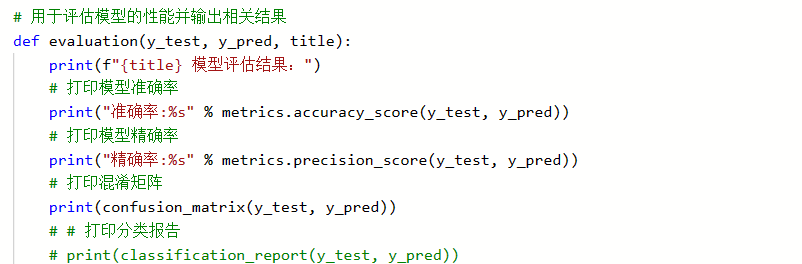 # 用于评估模型的性能并输出相关结果
def evaluation(y_test, y_pred, title):
    print(f"{title} 模型评估结果：")
    # 打印模型准确率
    print("准确率:%s" % metrics.accuracy_score(y_test, y_pred))
    # 打印模型精确率
    print("精确率:%s" % metrics.precision_score(y_test, y_pred))
    # 打印混淆矩阵
    print(confusion_matrix(y_test, y_pred))
    # # 打印分类报告
    # print(classification_report(y_test, y_pred))